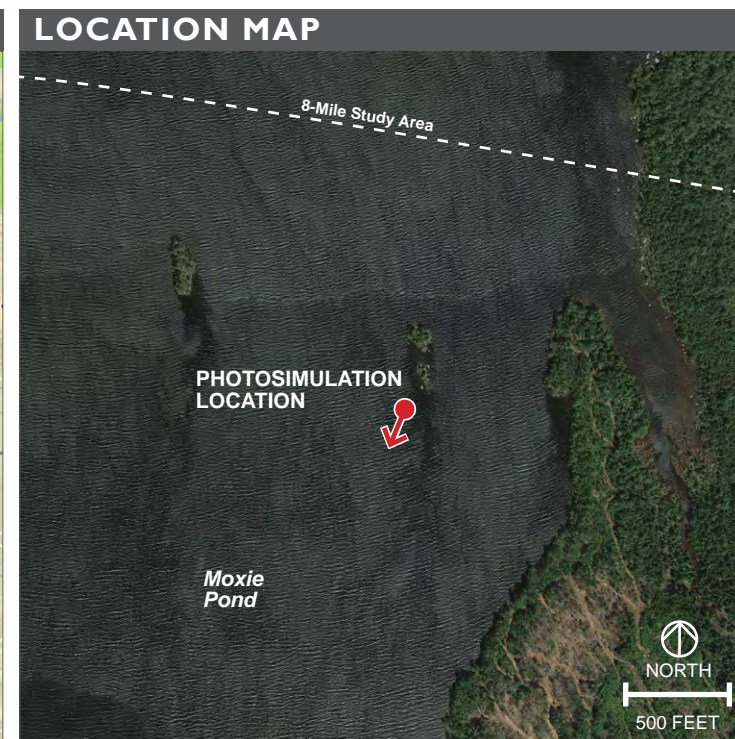 LOCATION MAP
8-Mile Study Area
PHOTOSIMULATION
LOCATION
Moxie
Pond
NORTH
500 FEET